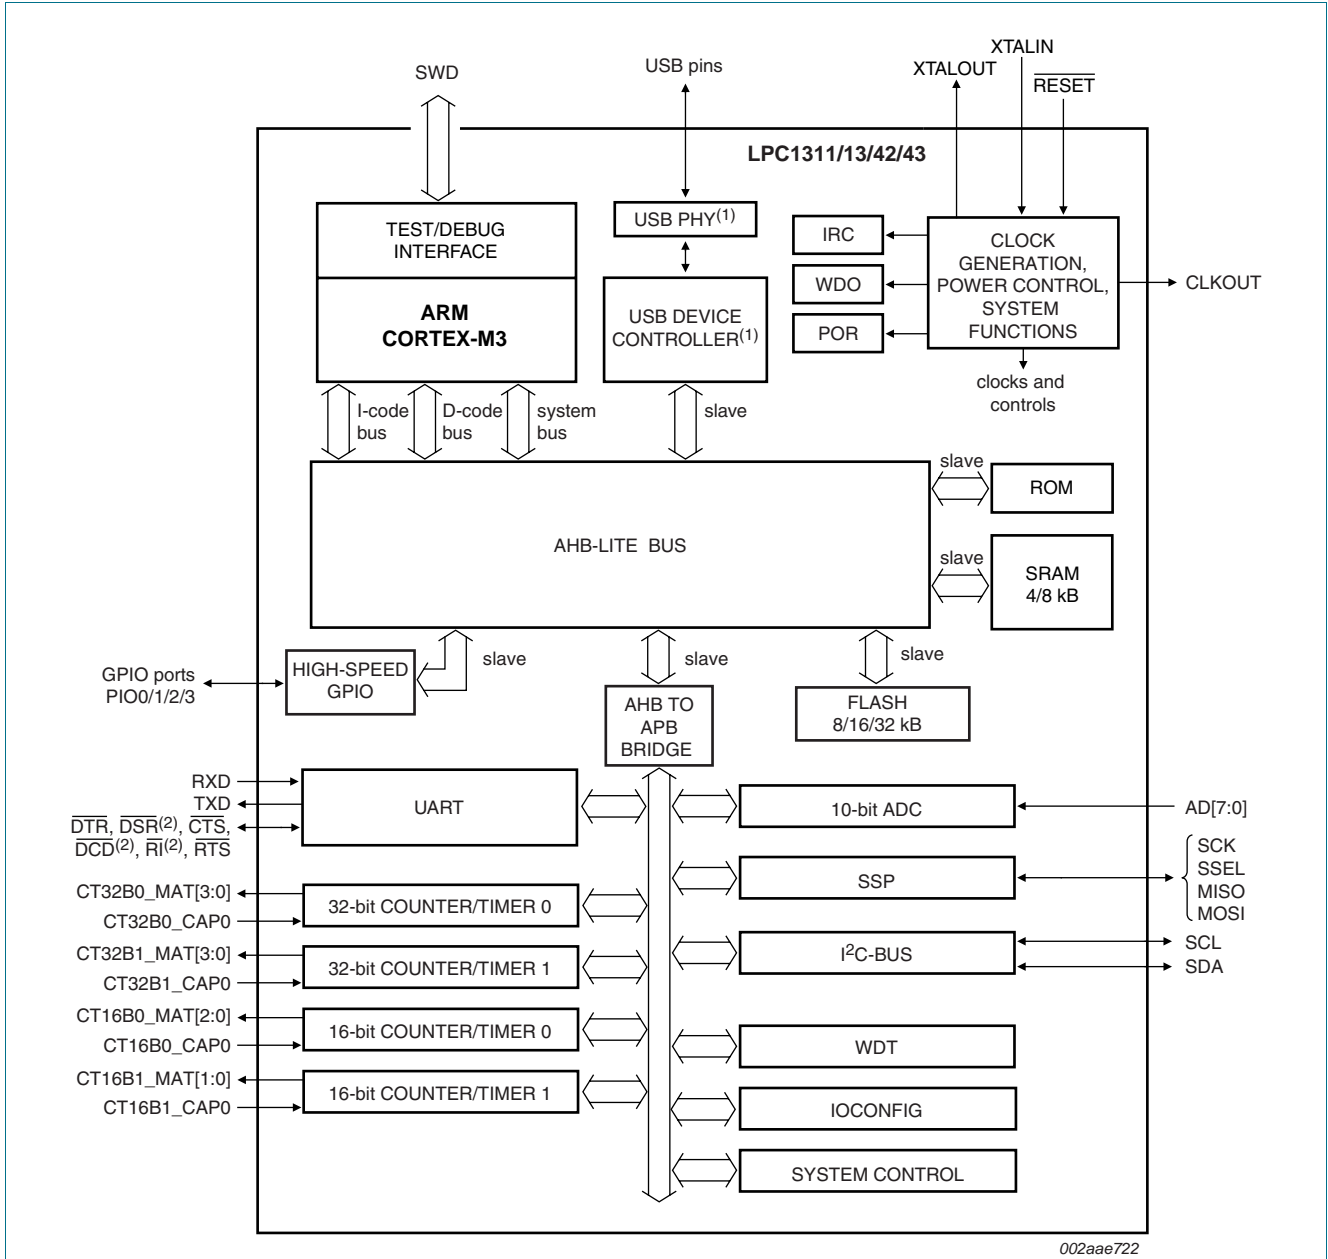 SWD
USB pins
XTALIN
XTALOUT
RESET
LPC1311/13/42/43
TEST/DEBUG
INTERFACE
ARM
CORTEX-M3
USB PHY(1)
USB DEVICE
CONTROLLER(1)
IRC
WDO
POR
CLOCK
GENERATION,
POWER CONTROL,
SYSTEM
FUNCTIONS
CLKOUT
clocks and
controls
I-code
bus
D-code
bus
system
bus
slave
AHB-LITE BUS
slave
ROM
slave
SRAM
4/8 kB
GPIO ports
PIO0/1/2/3
HIGH-SPEED
GPIO
slave
slave
slave
AHB TO
APB
BRIDGE
FLASH
8/16/32 kB
RXD
TXD
DTR, DSR(2), CTS,
DCD(2), RI(2), RTS
UART
10-bit ADC
AD[7:0]
SSP
SCK
SSEL
MISO
MOSI
CT32B0_MAT[3:0]
CT32B0_CAP0
32-bit COUNTER/TIMER 0
I2C-BUS
SCL
SDA
CT32B1_MAT[3:0]
CT32B1_CAP0
32-bit COUNTER/TIMER 1
CT16B0_MAT[2:0]
CT16B0_CAP0
16-bit COUNTER/TIMER 0
WDT
CT16B1_MAT[1:0]
CT16B1_CAP0
16-bit COUNTER/TIMER 1
IOCONFIG
SYSTEM CONTROL
002aae722